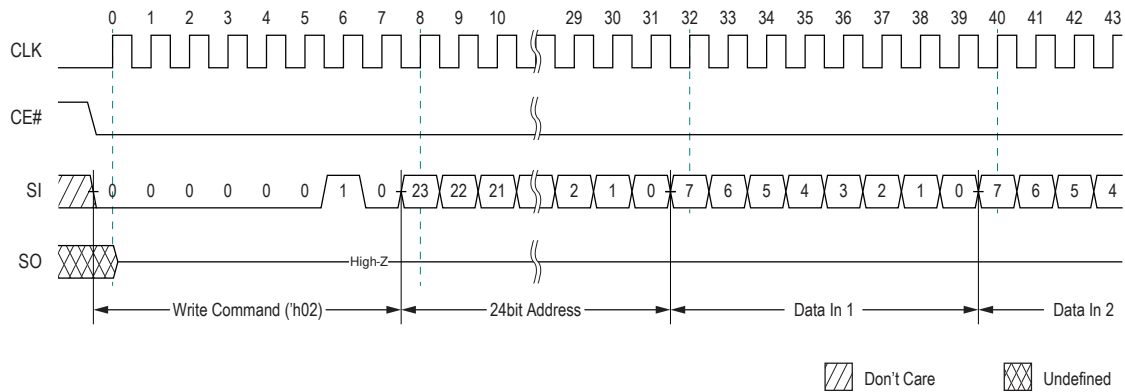 0 1 2 3 4 5 6 7 8 9 10 29 30 31 32 33 34 35 36 37 38 39 40 41 42 43
CLK
CE#
SI 0 0 0 0 0 0 1 0 23 22 21 2 1 0 7 6 5 4 3 2 1 0 7 6 5 4
SO High-Z
Write Command ('h02) 24bit Address Data In 1 Data In 2
Don't Care Undefined